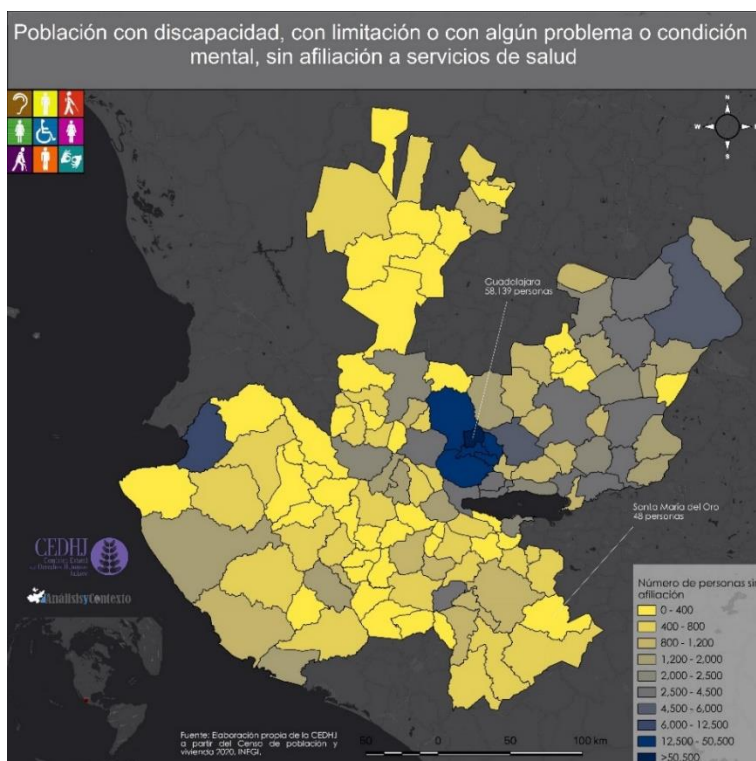 Población con discapacidad, con limitación o con algún problema o condición
mental, sin afiliación a servicios de salud
N
W
S
Guadalajara
58,139 personas
Santa María del Oro
48 personas
CEDHJ
AnálisisyContexto
Número de personas sin
afiliación
0 - 400
400 - 800
800 - 1,200
1,200 - 2,000
2,000 - 2,500
2,500 - 4,500
4,500 - 6,000
6,000 - 12,500
12,500 - 50,500
>50,500
Fuente: Elaboración propia de la CEDHJ
a partir del Censo de población y
vivienda 2020, INEGI.
50
0
50
100 km